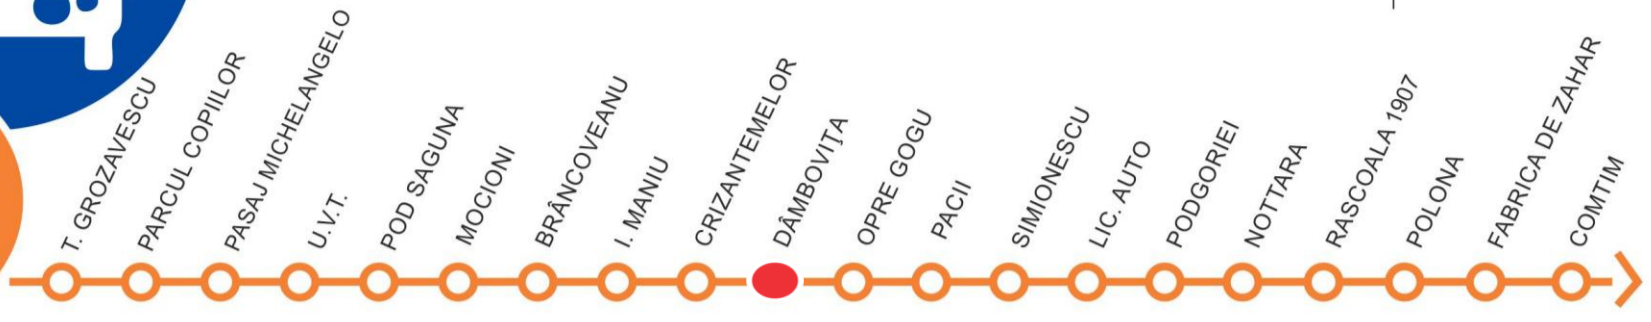 T. GROZAVESCU
PARCUL COPIILOR
PASAJ MICHELANGELO
U.V.T.
POD SAGUNA
MOCIONI
BRÂNCOVEANU
I. MANIU
CRIZANTEMELOR
DÂMBOVIŢA
OPRE GOGU
PACII
SIMIONESCU
LIC. AUTO
PODGORIEI
NOTTARA
RASCOALA 1907
POLONA
FABRICA DE ZAHAR
COMTIM